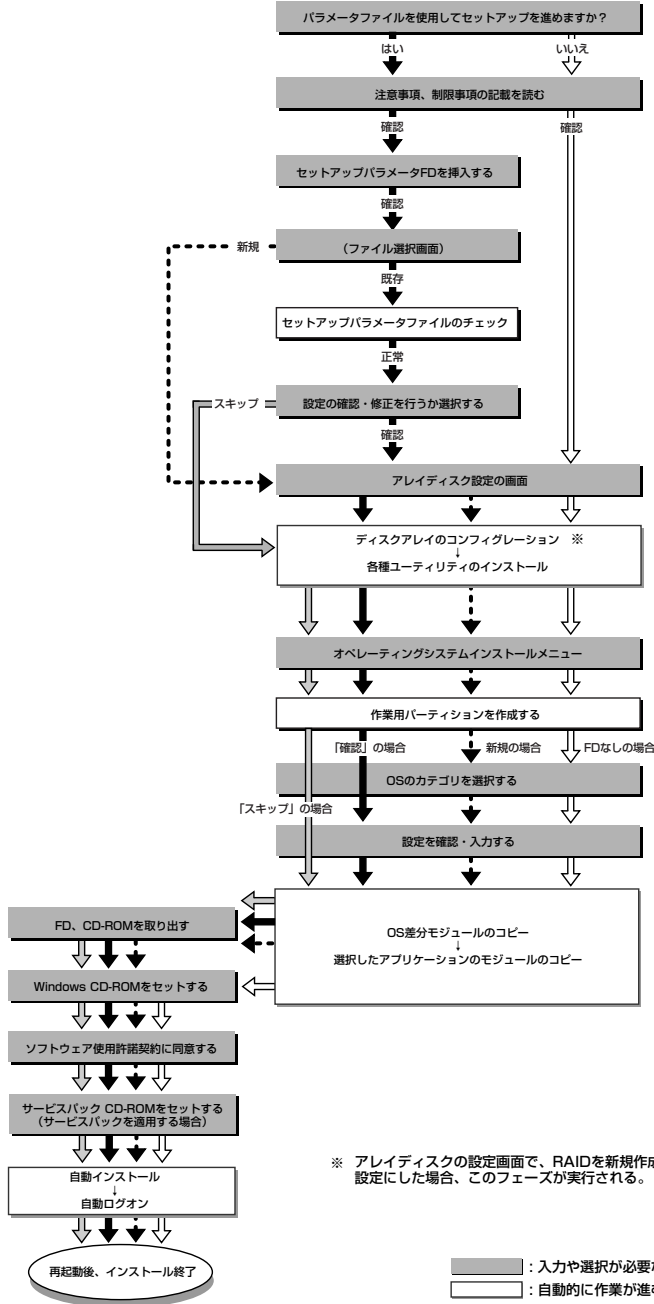 パラメータファイルを使用してセットアップを進めますか？
はい
いいえ
注意事項、制限事項の記載を読む
確認
確認
セットアップパラメータFDを挿入する
確認
新規
（ファイル選択画面）
既存
セットアップパラメータファイルのチェック
正常
スキップ
設定の確認・修正を行うか選択する
確認
アレイディスク設定の画面
ディスクアレイのコンフィグレーション　※
↓
各種ユーティリティのインストール
オペレーティングシステムインストールメニュー
作業用パーティションを作成する
「確認」の場合
新規の場合
FDなしの場合
OSのカテゴリを選択する
「スキップ」の場合
設定を確認・入力する
OS差分モジュールのコピー
↓
選択したアプリケーションのモジュールのコピー
FD、CD-ROMを取り出す
Windows CD-ROMをセットする
ソフトウェア使用許諾契約に同意する
サービスパック CD-ROMをセットする
（サービスパックを適用する場合）
自動インストール
↓
自動ログオン
再起動後、インストール終了
※　アレイディスクの設定画面で、RAIDを新規作成
設定にした場合、このフェーズが実行される。
：入力や選択が必要
：自動的に作業が進